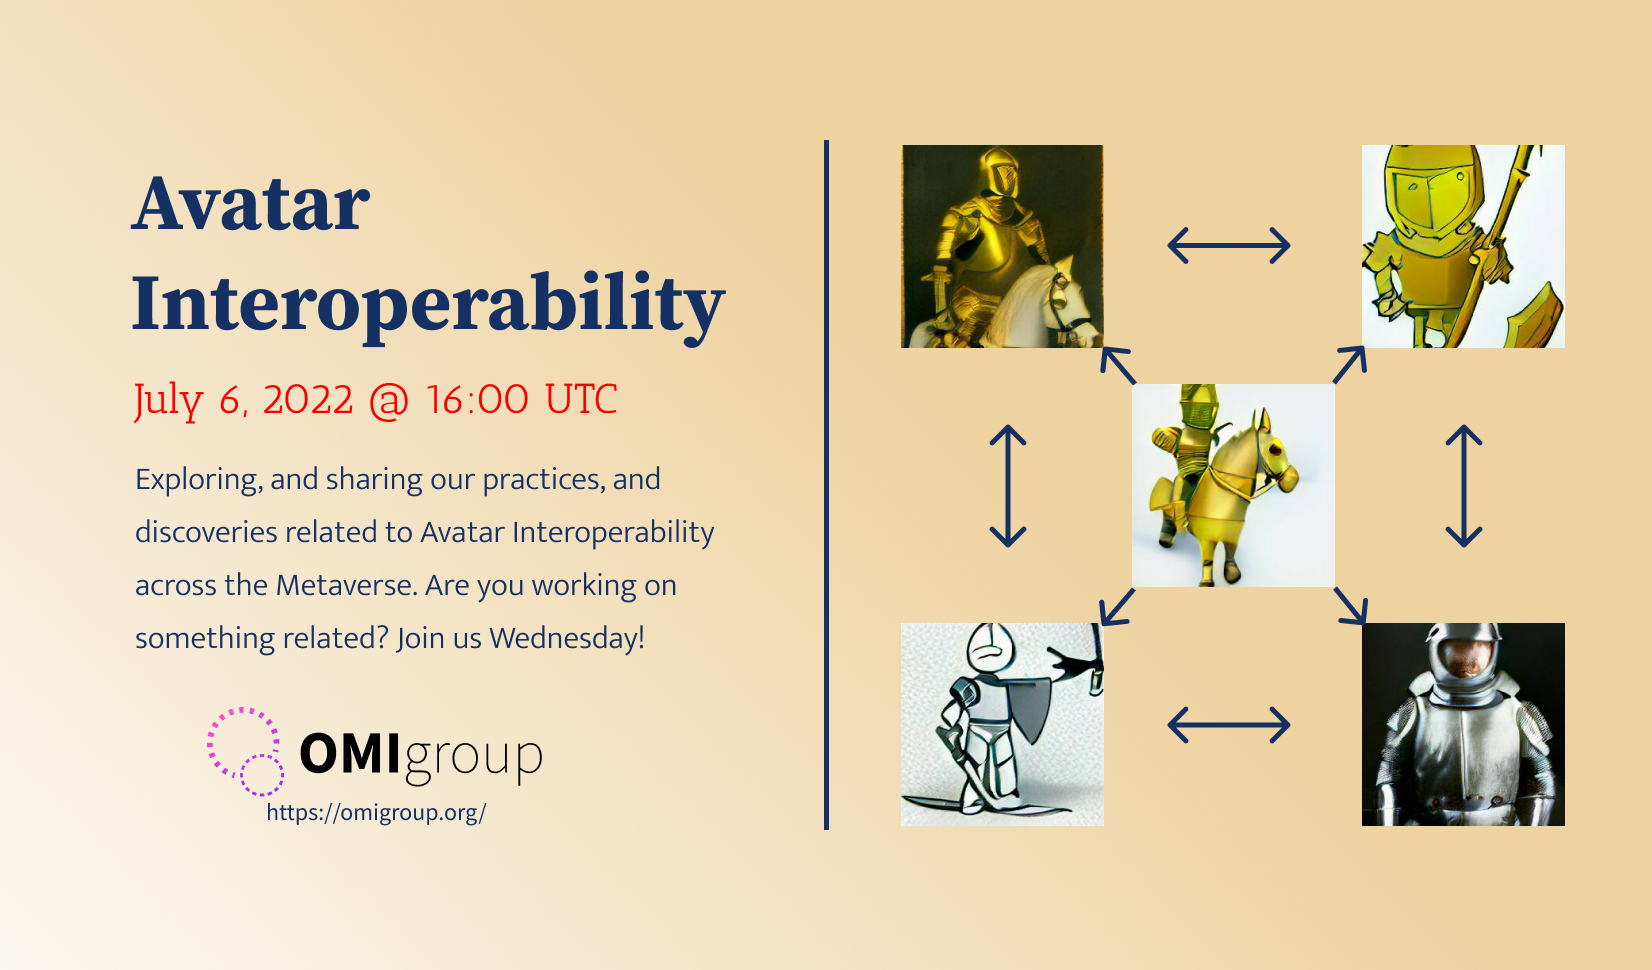 Avatar
Interoperability
July 6, 2022 @ 16:00 UTC
Exploring, and sharing our practices, and
discoveries related to Avatar Interoperability
across the Metaverse. Are you working on
something related? Join us Wednesday!
OMIgroup
https://omigroup.org/